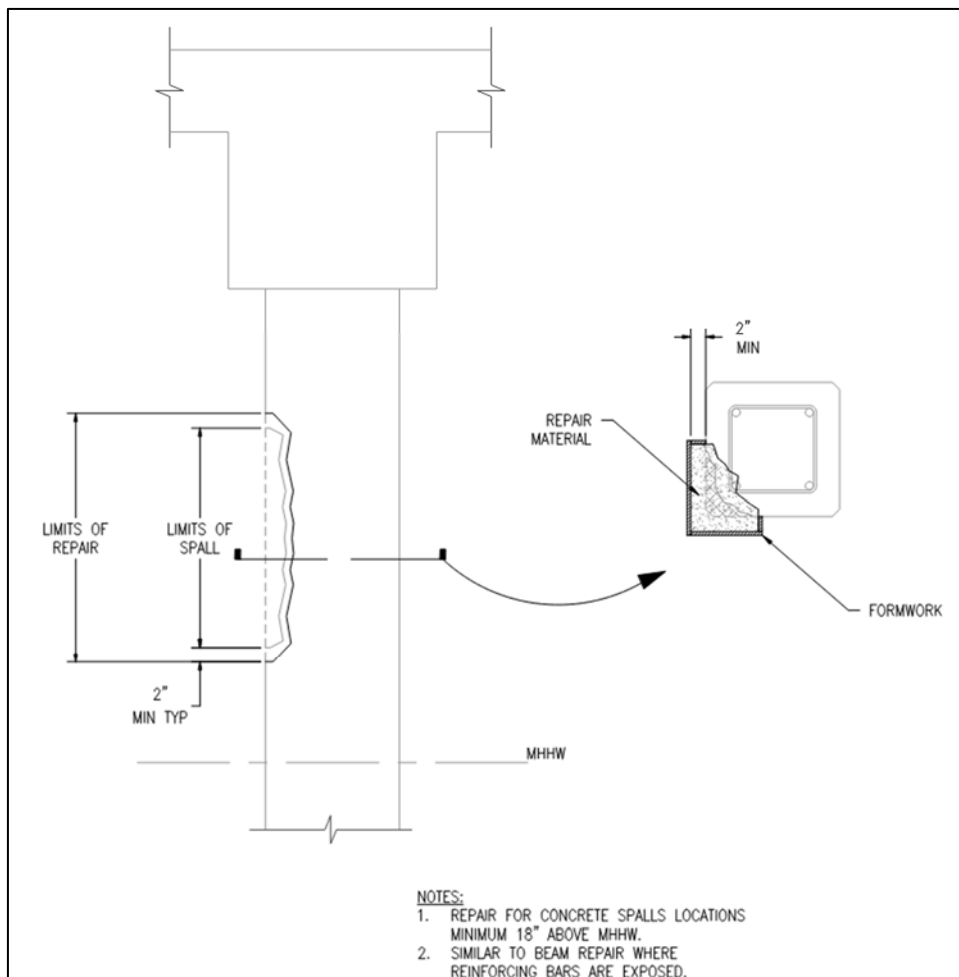 2"
MIN
REPAIR
MATERIAL
LIMITS OF
REPAIR
LIMITS OF
SPALL
FORMWORK
2"
MIN TYP
MHHW
NOTES:
1. REPAIR FOR CONCRETE SPALLS LOCATIONS
MINIMUM 18" ABOVE MHHW.
2. SIMILAR TO BEAM REPAIR WHERE
REINFORCING BARS ARE EXPOSED.